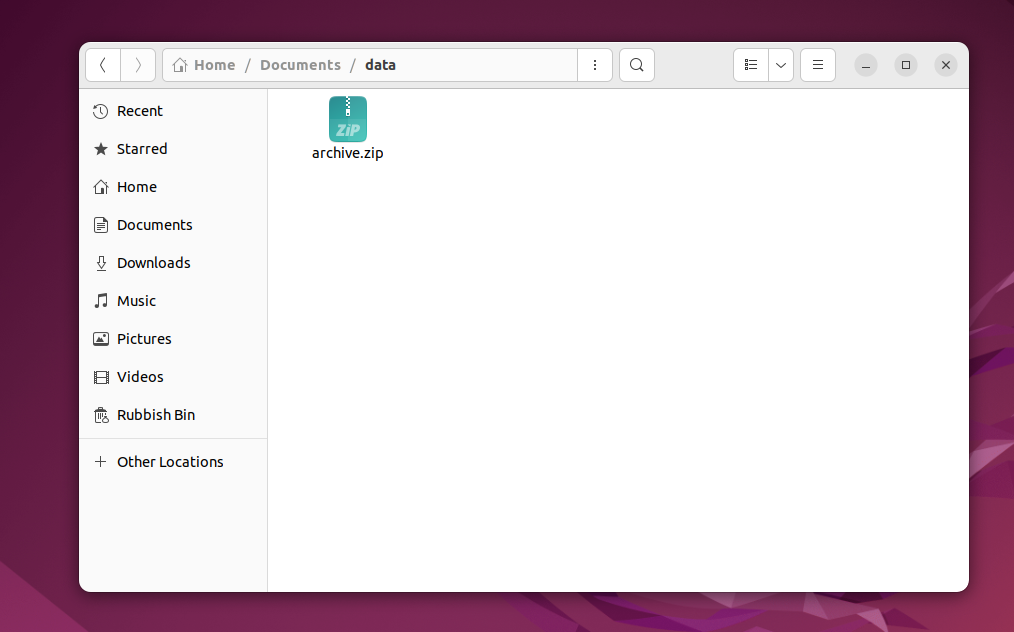 Home / Documents / data
Recent
Starred
Home
Documents
Downloads
Music
Pictures
Videos
Rubbish Bin
Other Locations
ZiP
archive.zip